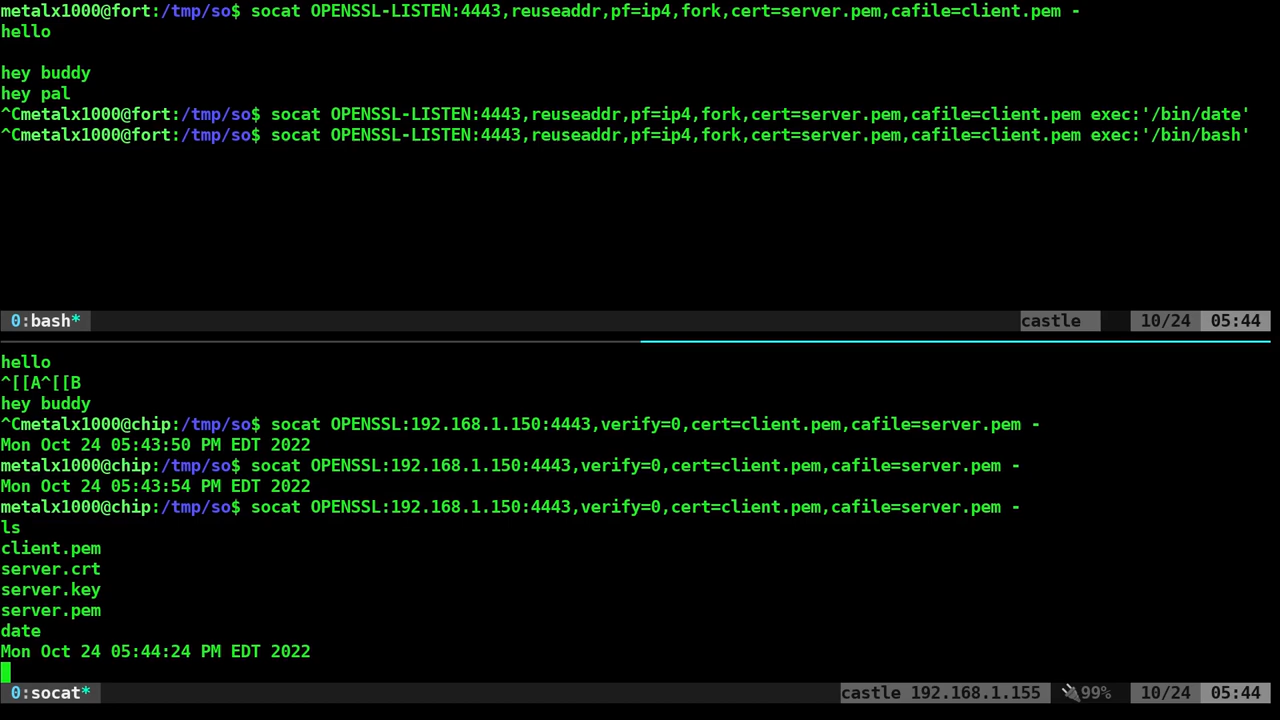 metalx1000@fort:/tmp/so$ socat OPENSSL-LISTEN:4443,reuseaddr,pf=ip4,fork,cert=server.pem,cafile=client.pem -
hello
hey buddy
hey pal
^Cmetalx1000@fort:/tmp/so$ socat OPENSSL-LISTEN:4443,reuseaddr,pf=ip4,fork,cert=server.pem,cafile=client.pem exec:'/bin/date'
^Cmetalx1000@fort:/tmp/so$ socat OPENSSL-LISTEN:4443,reuseaddr,pf=ip4,fork,cert=server.pem,cafile=client.pem exec:'/bin/bash'
0:bash* castle 10/24 05:44
hello
^[[A^[[B
hey buddy
^Cmetalx1000@chip:/tmp/so$ socat OPENSSL:192.168.1.150:4443,verify=0,cert=client.pem,cafile=server.pem -
Mon Oct 24 05:43:50 PM EDT 2022
metalx1000@chip:/tmp/so$ socat OPENSSL:192.168.1.150:4443,verify=0,cert=client.pem,cafile=server.pem -
Mon Oct 24 05:43:54 PM EDT 2022
metalx1000@chip:/tmp/so$ socat OPENSSL:192.168.1.150:4443,verify=0,cert=client.pem,cafile=server.pem -
ls
client.pem
server.crt
server.key
server.pem
date
Mon Oct 24 05:44:24 PM EDT 2022
0:socat* castle 192.168.1.155 🔌99% 10/24 05:44